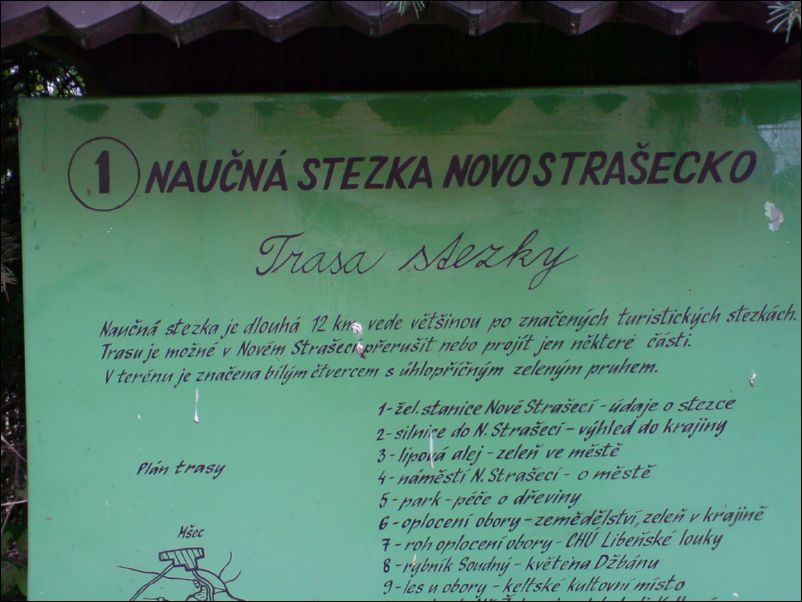 1 NAUČNÁ STEZKA NOVOSTRAŠECKO
Trasa stezky
Naučná stezka je dlouhá 12 km, vede většinou po značených turistických stezkách.
Trasu je možné v Novém Strašecí přerušit nebo projít jen některé části.
V terénu je značena bílým čtvercem s úhlopříčným zeleným pruhem.
1 - žel. stanice Nové Strašecí - údaje o stezce
2 - silnice do N. Strašecí - výhled do krajiny
3 - lipová alej - zeleň ve městě
4 - náměstí N. Strašecí - o městě
5 - park - péče o dřeviny
6 - oplocení obory - zemědělství, zeleň v krajině
7 - roh oplocení obory - CHÚ Libeňské louky
8 - rybník Soudný - květena Džbánu
9 - les u obory - keltské kultovní místo
Plán trasy
Mšec